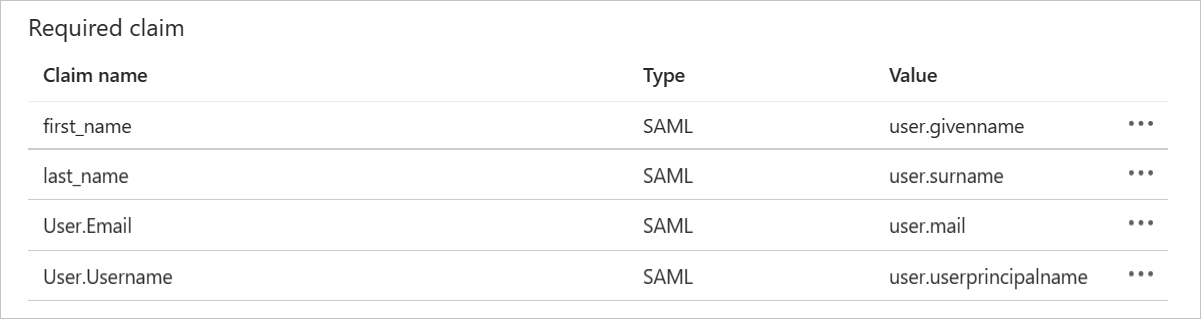 Required claim
Claim name Type Value
first_name SAML user.givenname
last_name SAML user.surname
User.Email SAML user.mail
User.Username SAML user.userprincipalname